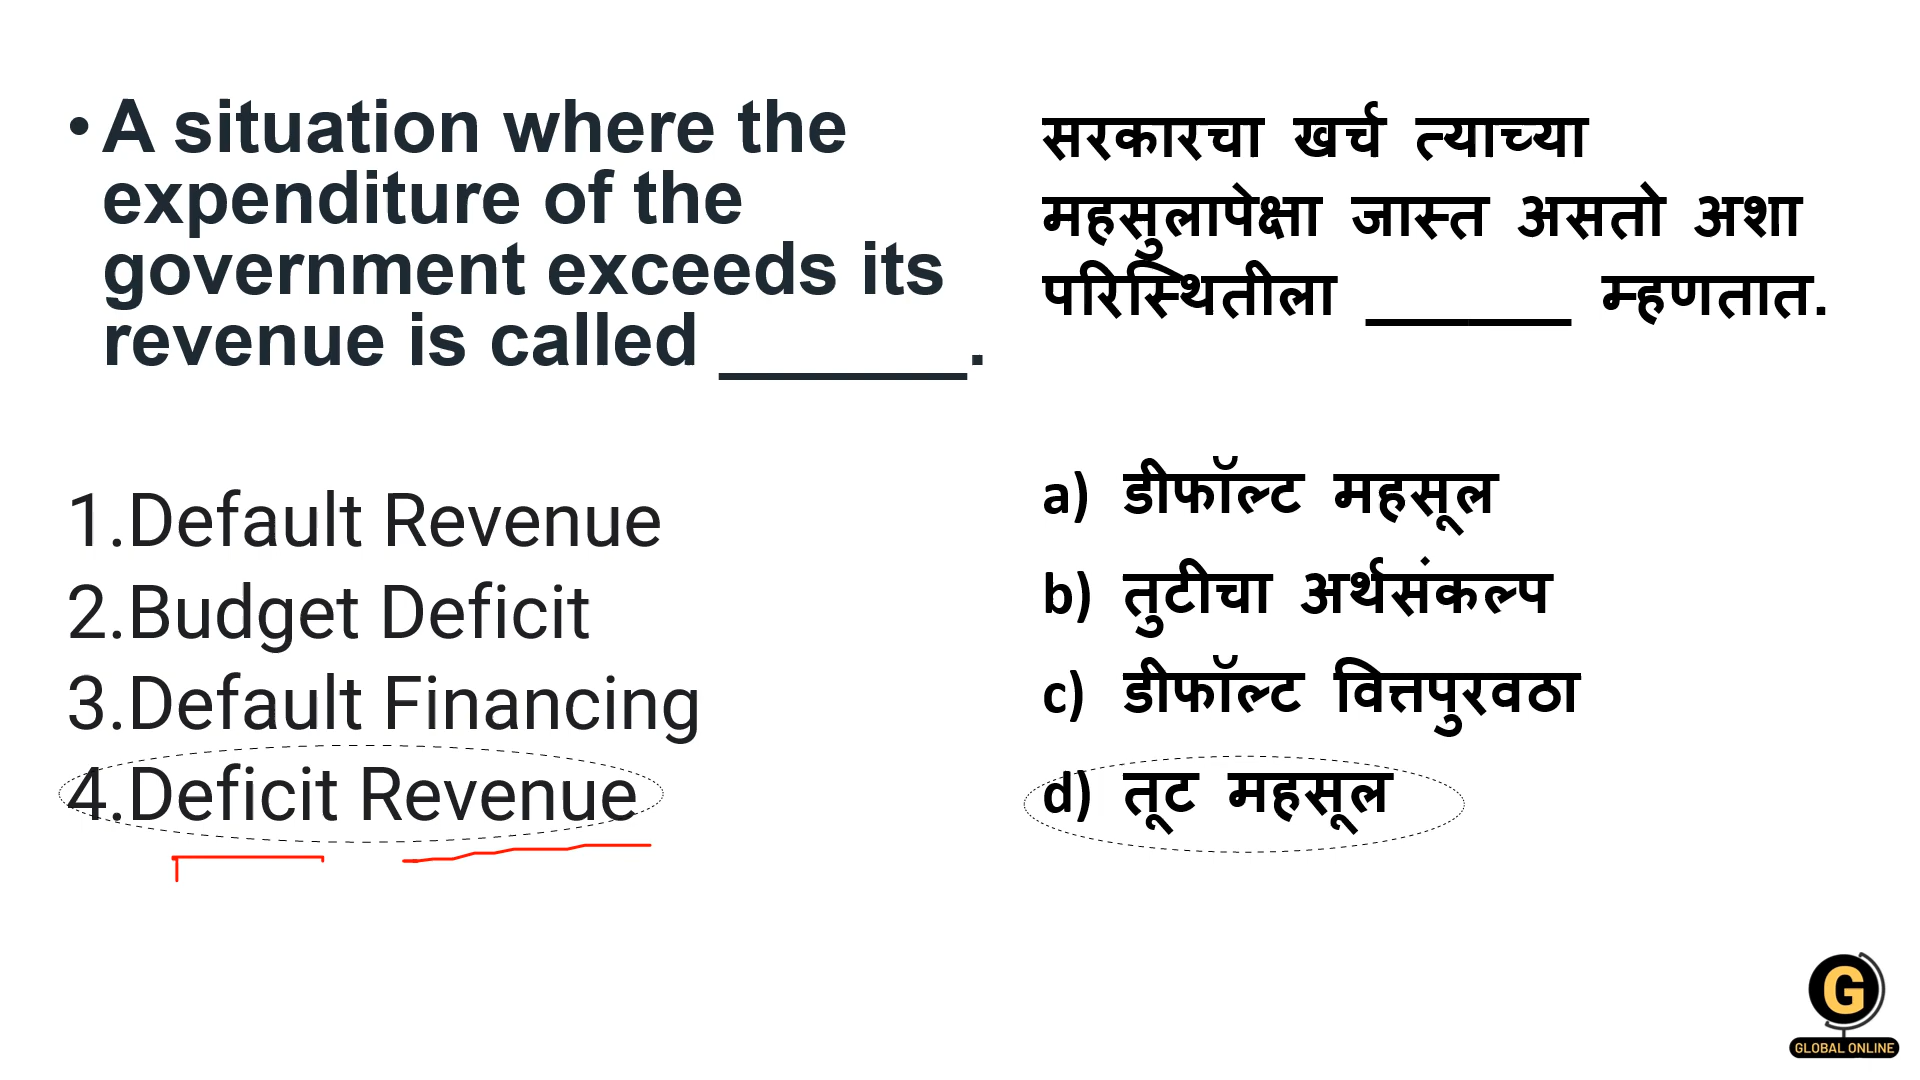 • A situation where the
expenditure of the
government exceeds its
revenue is called ______.
1.Default Revenue
2.Budget Deficit
3.Default Financing
4.Deficit Revenue
सरकारचा खर्च त्याच्या
महसुलापेक्षा जास्त असतो अशा
परिस्थितीला ______ म्हणतात.
a) डीफॉल्ट महसूल
b) तुटीचा अर्थसंकल्प
c) डीफॉल्ट वित्तपुरवठा
d) तूट महसूल
G
GLOBAL ONLINE